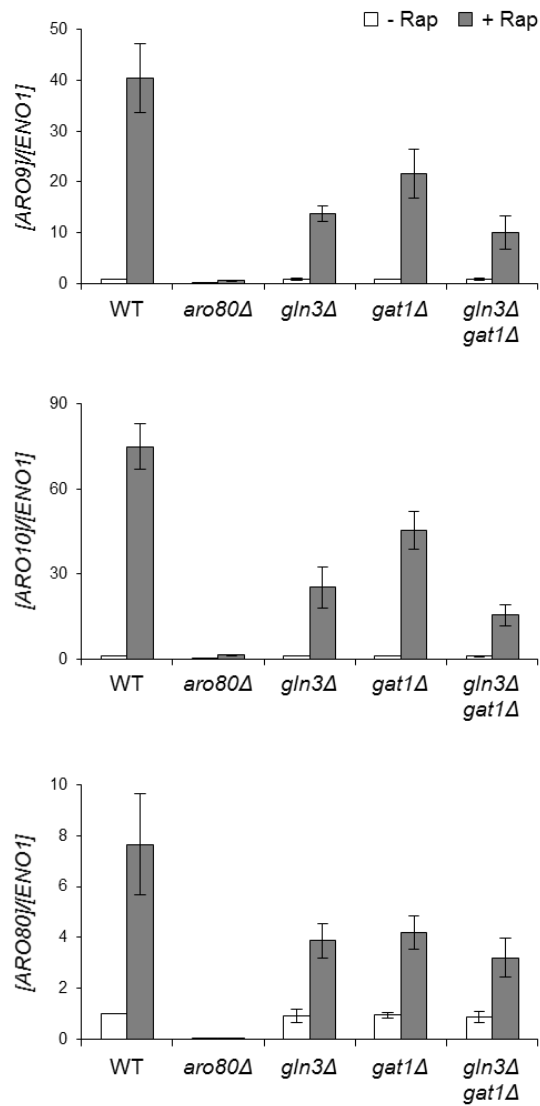 - Rap + Rap
[ARO9]/[ENO1]
50
40
30
20
10
0
WT aro80Δ gln3Δ gat1Δ gln3Δ
gat1Δ
[ARO10]/[ENO1]
90
60
30
0
WT aro80Δ gln3Δ gat1Δ gln3Δ
gat1Δ
[ARO80]/[ENO1]
10
8
6
4
2
0
WT aro80Δ gln3Δ gat1Δ gln3Δ
gat1Δ